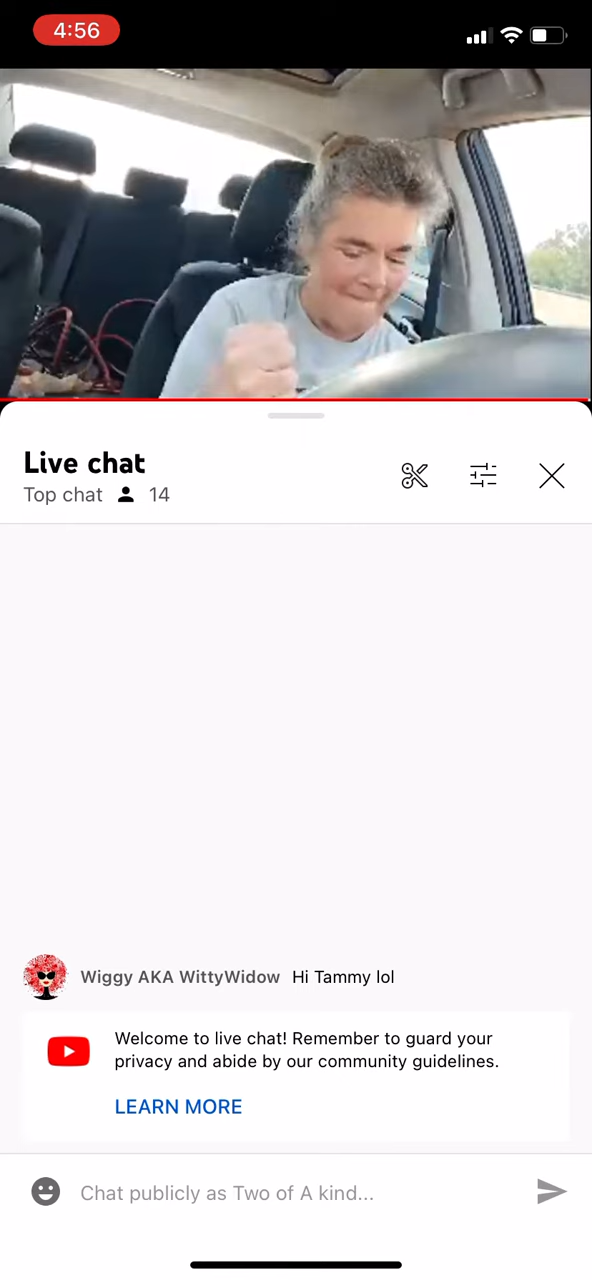 4:56
Live chat
Top chat 14
Wiggy AKA WittyWidow Hi Tammy lol
Welcome to live chat! Remember to guard your
privacy and abide by our community guidelines.
LEARN MORE
Chat publicly as Two of A kind...